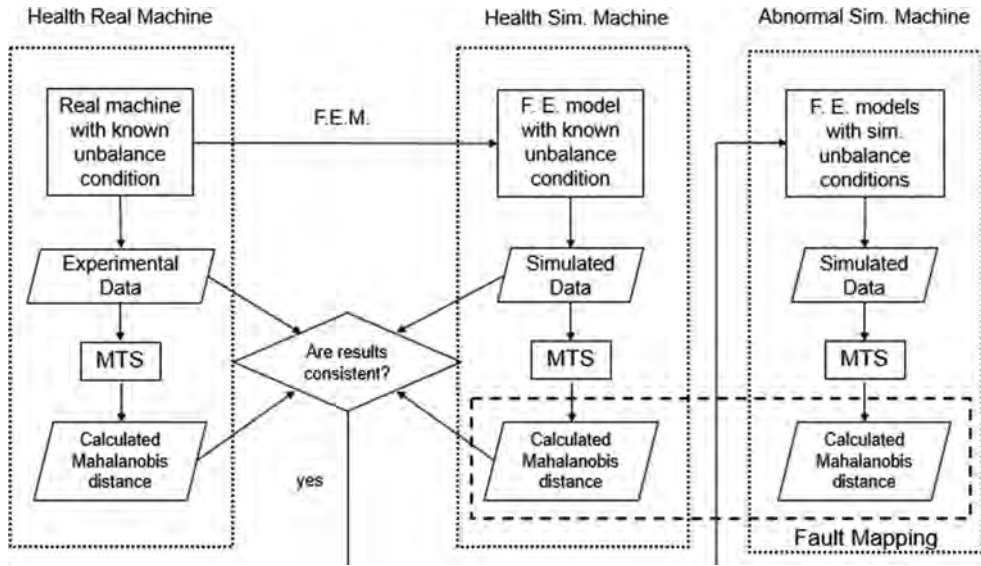 Health Real Machine
Health Sim. Machine
Abnormal Sim. Machine
Real machine
with known
unbalance
condition
F.E.M.
F. E. model
with known
unbalance
condition
F. E. models
with sim.
unbalance
conditions
Experimental
Data
Simulated
Data
Simulated
Data
MTS
Are results
consistent?
MTS
MTS
Calculated
Mahalanobis
distance
yes
Calculated
Mahalanobis
distance
Calculated
Mahalanobis
distance
Fault Mapping